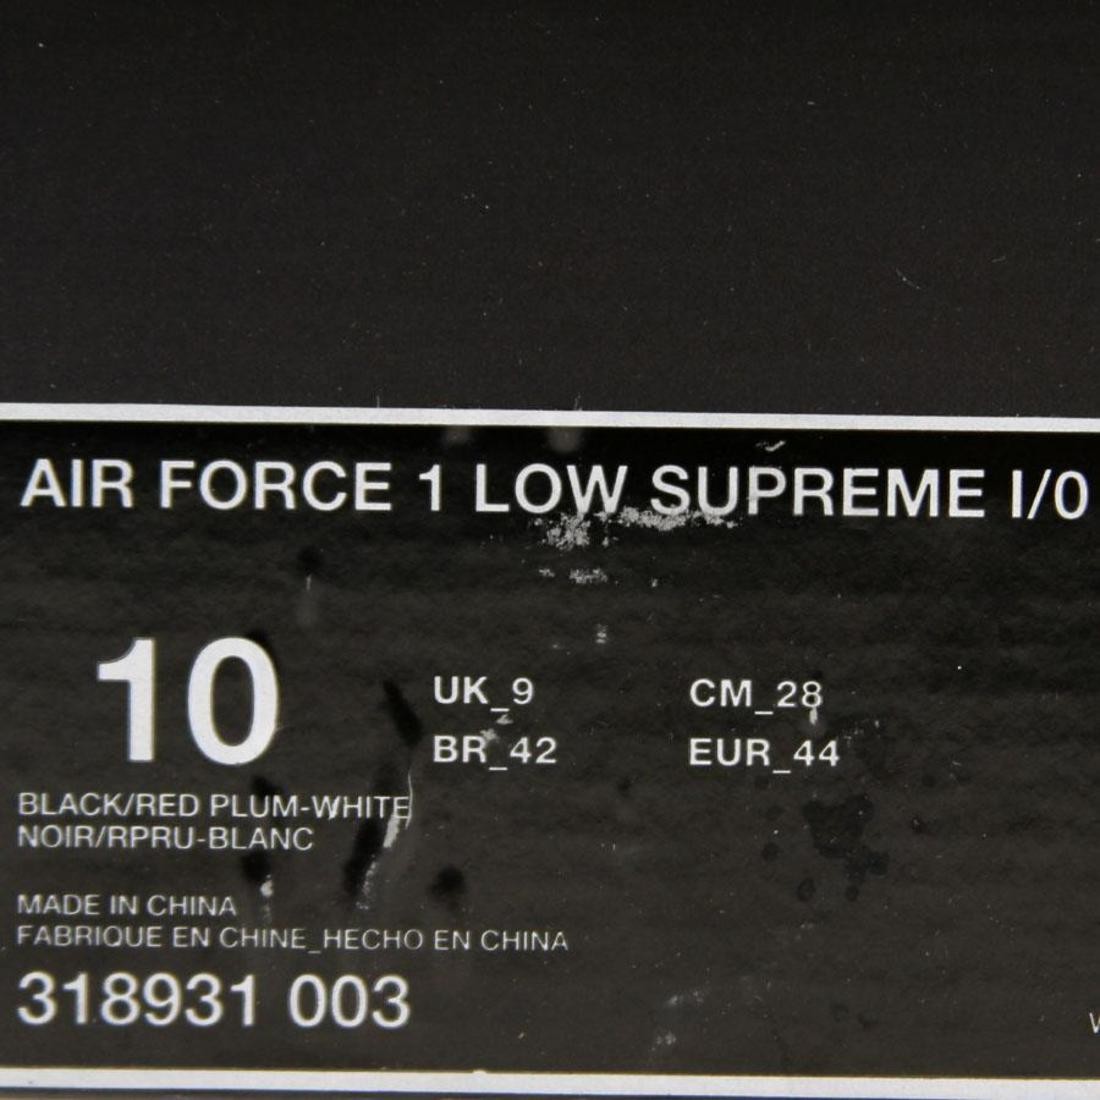 AIR FORCE 1 LOW SUPREME I/0
10
UK_9 CM_28
BR_42 EUR_44
BLACK/RED PLUM-WHITE
NOIR/RPRU-BLANC
MADE IN CHINA
FABRIQUE EN CHINE_HECHO EN CHINA
318931 003